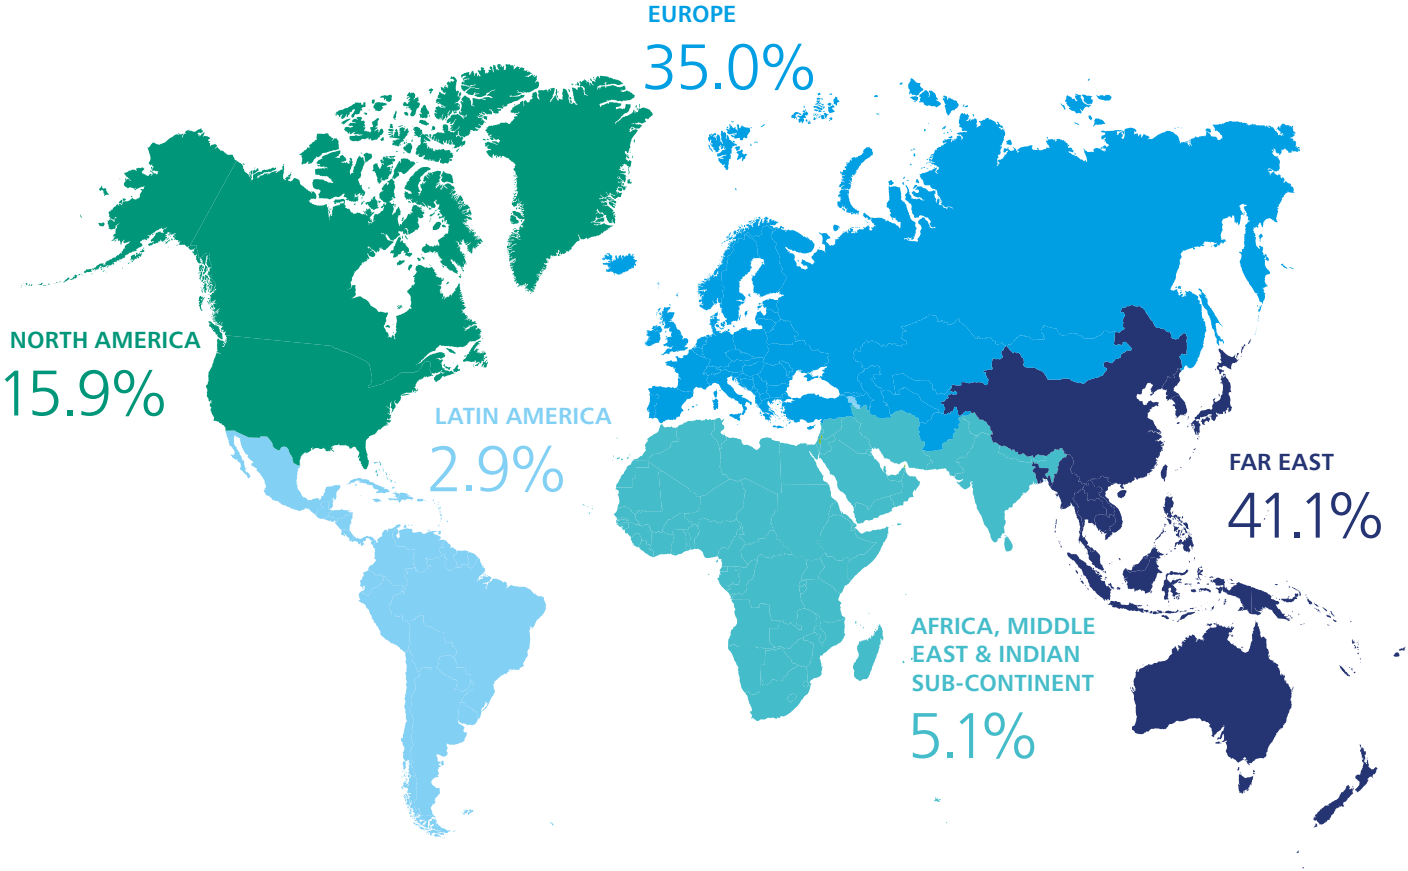 EUROPE
35.0%
NORTH AMERICA
15.9%
LATIN AMERICA
2.9%
FAR EAST
41.1%
AFRICA, MIDDLE
EAST & INDIAN
SUB-CONTINENT
5.1%